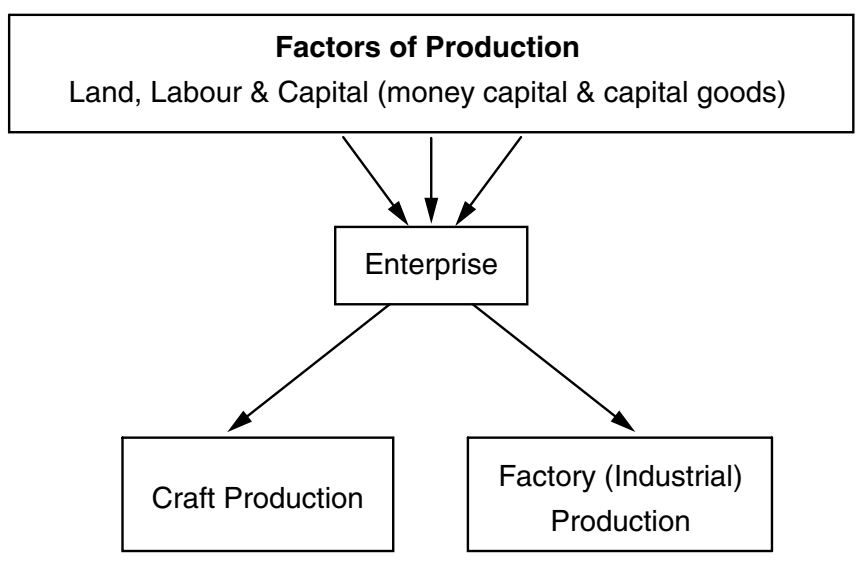 Factors of Production
Land, Labour & Capital (money capital & capital goods)
Enterprise
Craft Production
Factory (Industrial)
Production